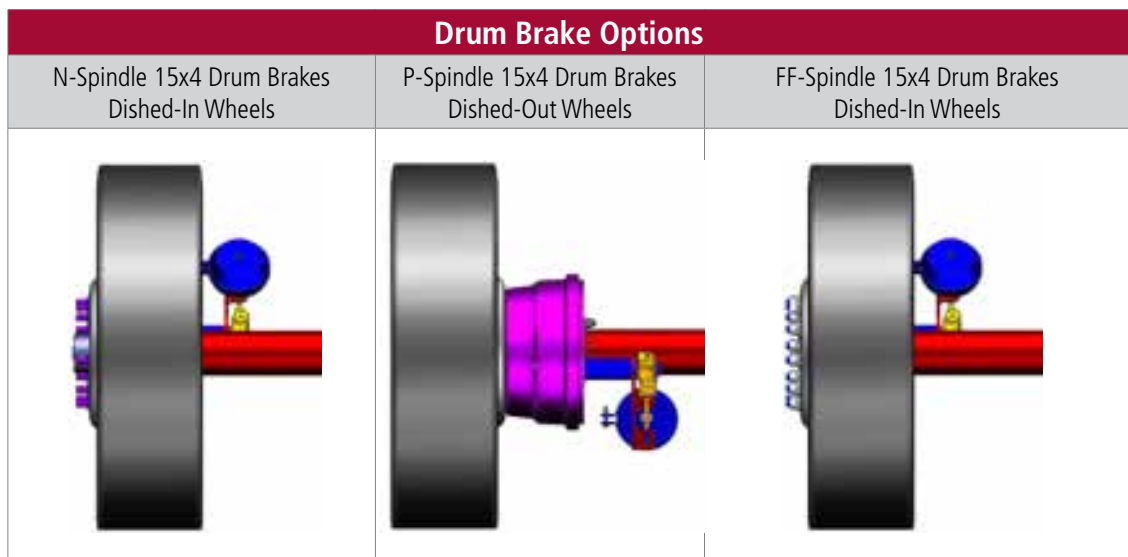 Drum Brake Options
N-Spindle 15x4 Drum Brakes
Dished-In Wheels
P-Spindle 15x4 Drum Brakes
Dished-Out Wheels
FF-Spindle 15x4 Drum Brakes
Dished-In Wheels